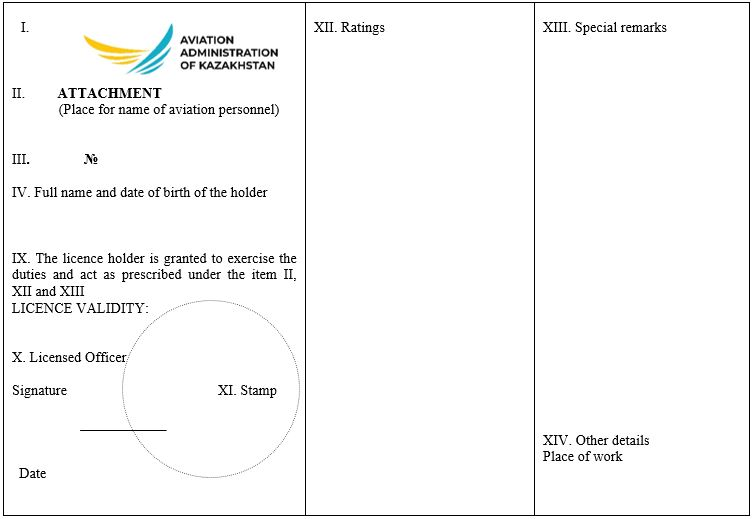 I.
AVIATION
ADMINISTRATION
OF KAZAKHSTAN
II. ATTACHMENT
(Place for name of aviation personnel)
III. №
IV. Full name and date of birth of the holder
IX. The licence holder is granted to exercise the
duties and act as prescribed under the item II,
XII and XIII
LICENCE VALIDITY:
X. Licensed Officer
Signature
XI. Stamp
Date
XII. Ratings
XIII. Special remarks
XIV. Other details
Place of work